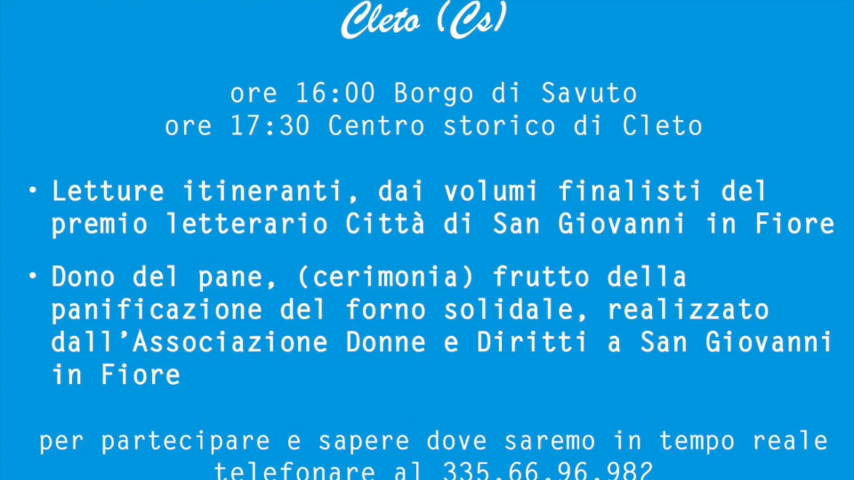 Cleto (Cs)
ore 16:00 Borgo di Savuto
ore 17:30 Centro storico di Cleto
• Letture itineranti, dai volumi finalisti del
premio letterario Città di San Giovanni in Fiore
• Dono del pane, (cerimonia) frutto della
panificazione del forno solidale, realizzato
dall'Associazione Donne e Diritti a San Giovanni
in Fiore
per partecipare e sapere dove saremo in tempo reale
telefonare al 335.66.96.982